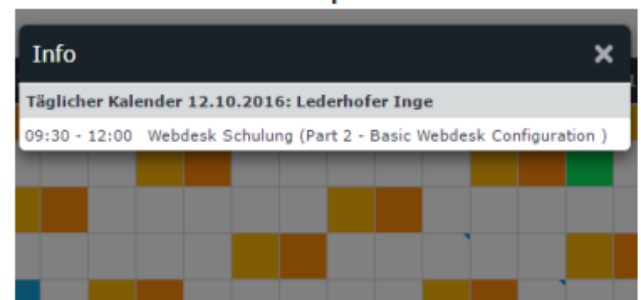 Info
Täglicher Kalender 12.10.2016: Lederhofer Inge
09:30 - 12:00 Webdesk Schulung (Part 2 - Basic Webdesk Configuration )